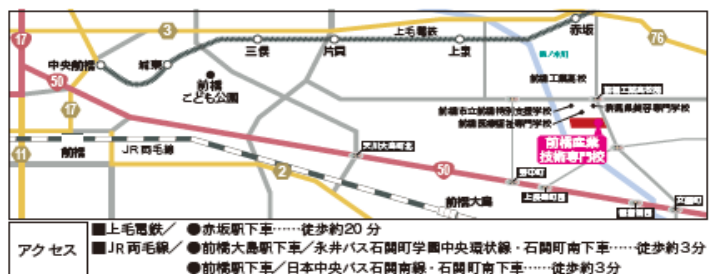 17
3
上毛電鉄
赤坂
76
三俣
片貝
上泉
中央前橋
城東
50
前橋
こども公園
前橋工業高校
前橋市立前橋特別支援学校
前橋医療福祉専門学校
群馬県美容専門学校
前橋産業
技術専門校
17
11
前橋
JR両毛線
天川大島町北
2
50
野中町
上長磯町西
前橋大島
アクセス
■上毛電鉄／ ●赤坂駅下車……徒歩約20 分
■JR両毛線／ ●前橋大島駅下車／永井バス石関町学園中央環状線・石関町南下車……徒歩約3分
●前橋駅下車／日本中央バス石関南線・石関町南下車……徒歩約3分